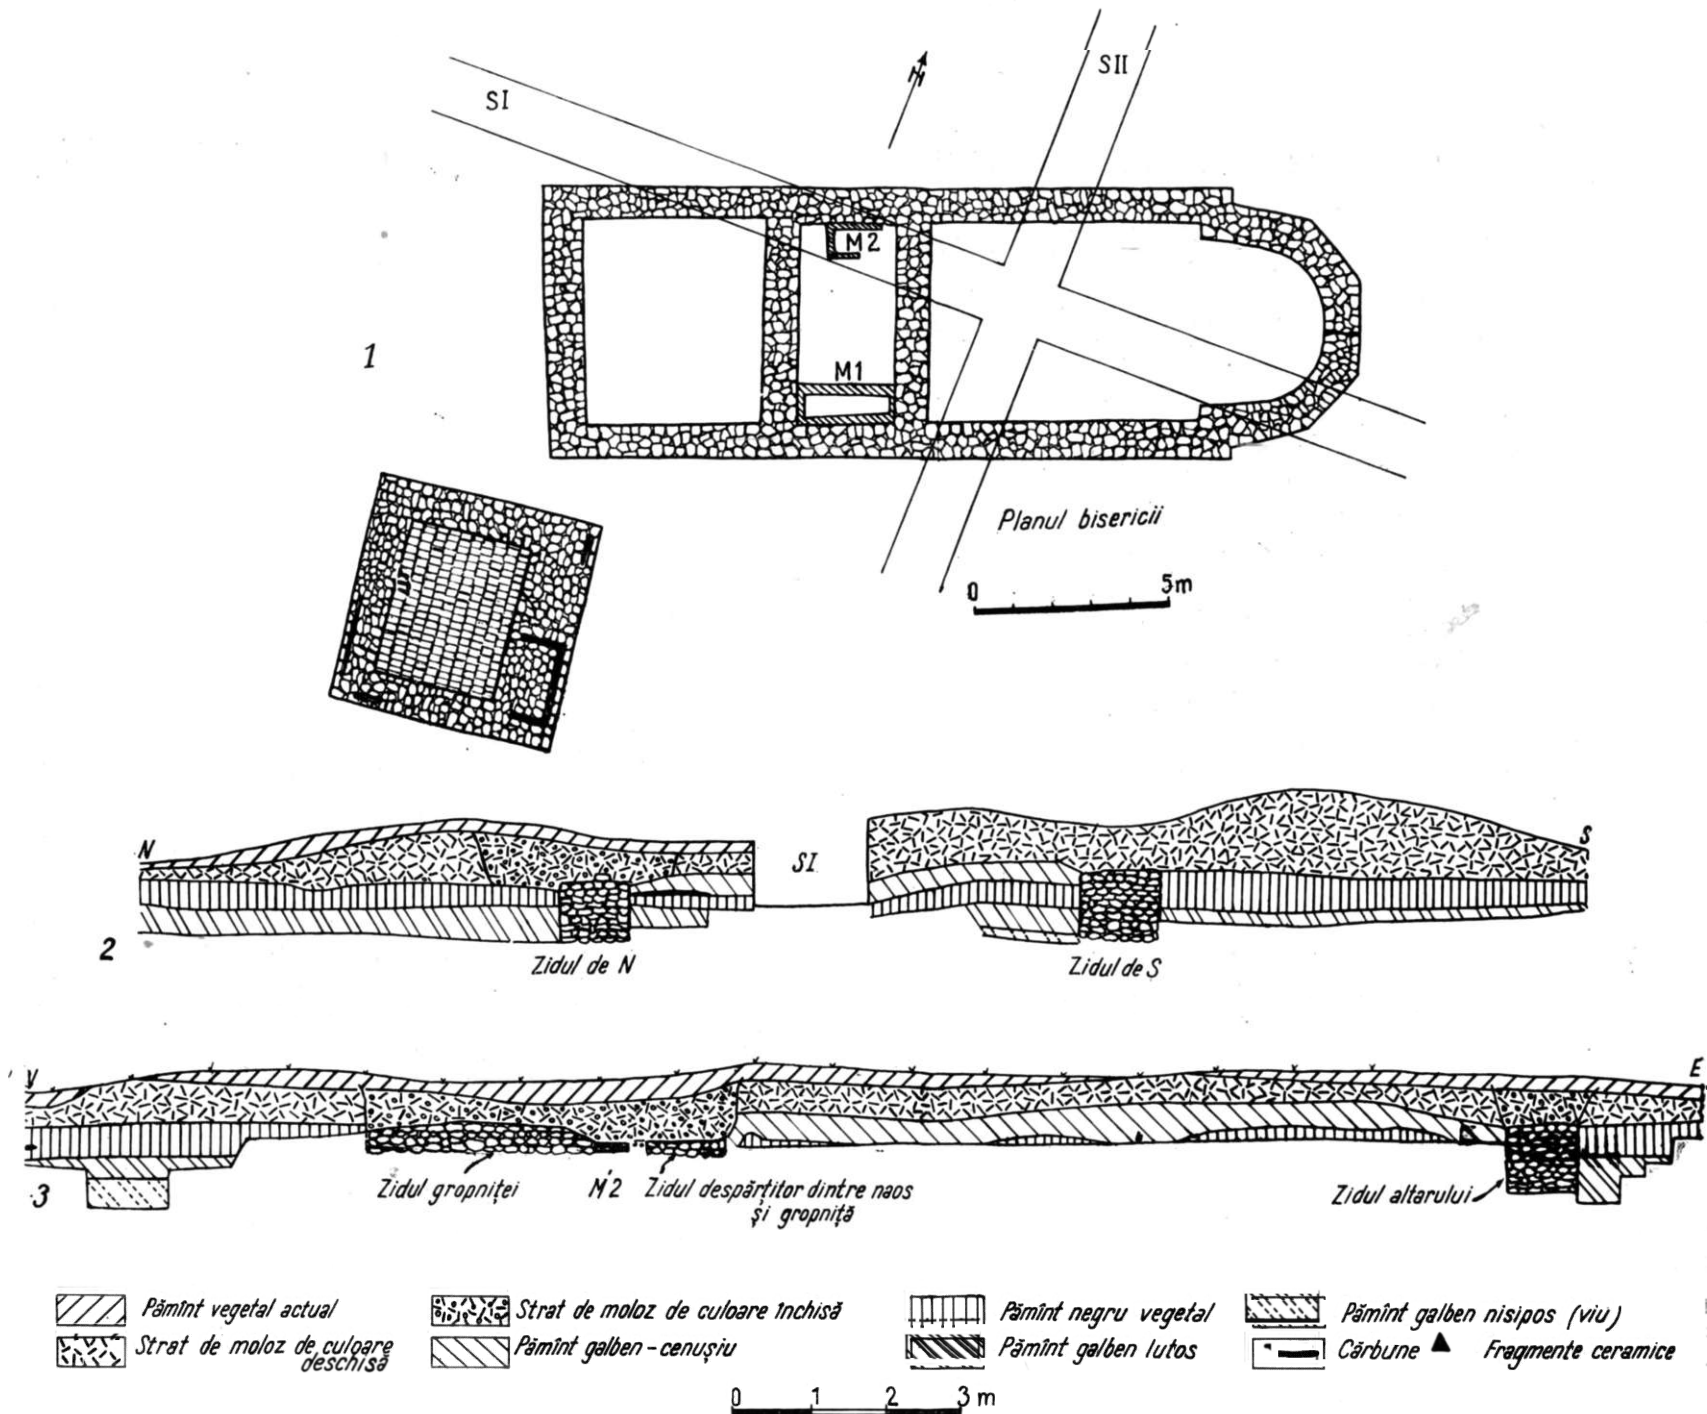 SI
SII
N
M2
1
M1
Planul bisericii
0 5m
N
SI
S
2
Zidul de N
Zidul de S
V
E
3
Zidul gropniței
M2
Zidul despărțitor dintre naos
și gropniță
Zidul altarului
Pămînt vegetal actual
Strat de moloz de culoare închisă
Pămînt negru vegetal
Pămînt galben nisipos (viu)
Strat de moloz de culoare
deschisă
Pămînt galben-cenușiu
Pămînt galben lutos
Cărbune
Fragmente ceramice
0 1 2 3 m